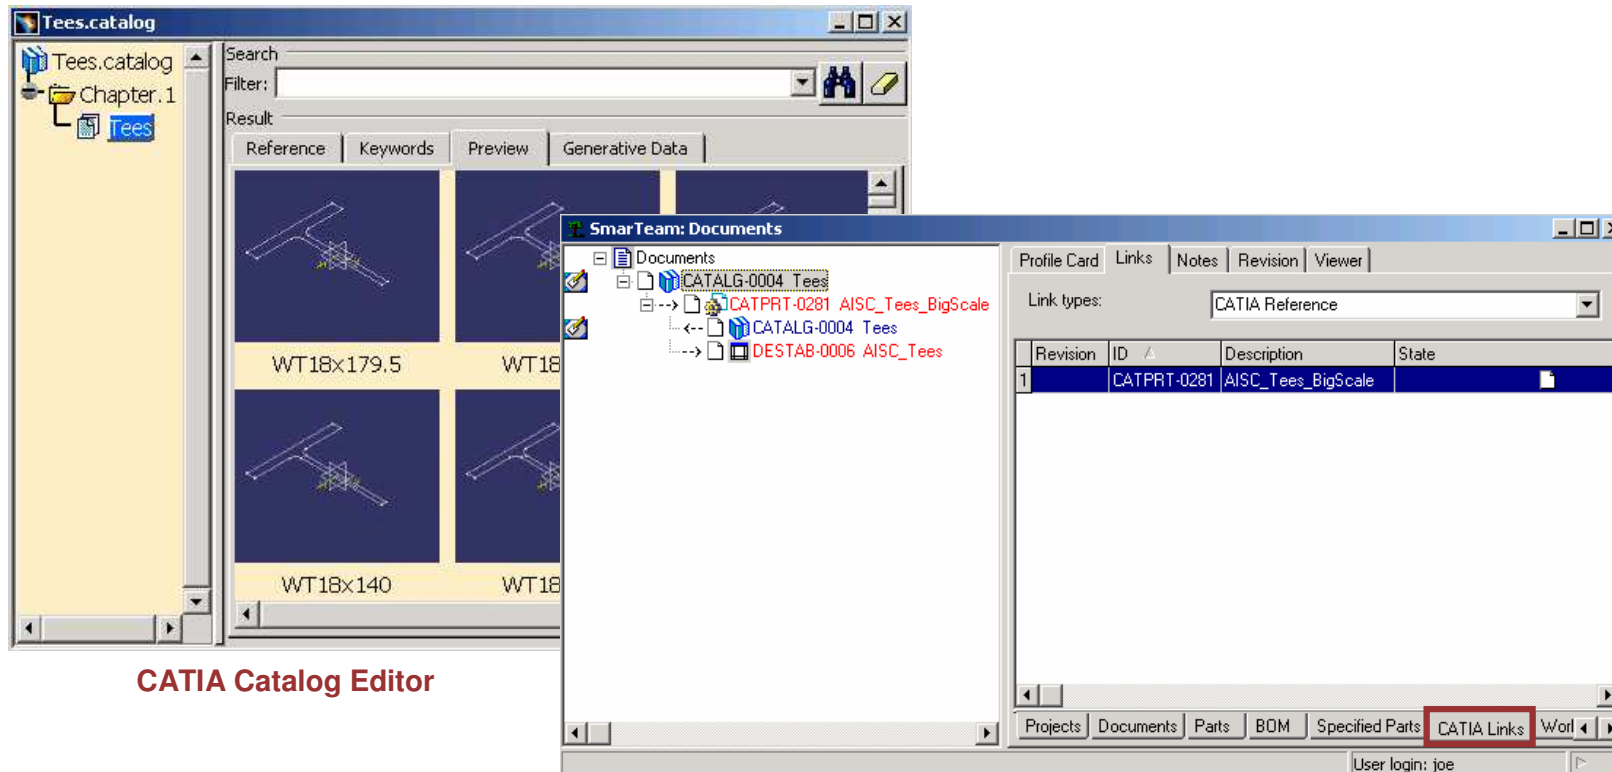 Tees.catalog
Tees.catalog
Chapter.1
Tees
Search
Filter:
Result
Reference Keywords Preview Generative Data
WT18x179.5 WT18
WT18x140 WT18
CATIA Catalog Editor
SmarTeam: Documents
Documents
CATALG-0004 Tees
CATPRT-0281 AISC_Tees_BigScale
CATALG-0004 Tees
DESTAB-0006 AISC_Tees
Profile Card Links Notes Revision Viewer
Link types: CATIA Reference
Revision ID Description State
1 CATPRT-0281 AISC_Tees_BigScale
Projects Documents Parts BOM Specified Parts CATIA Links Worl
User login: joe